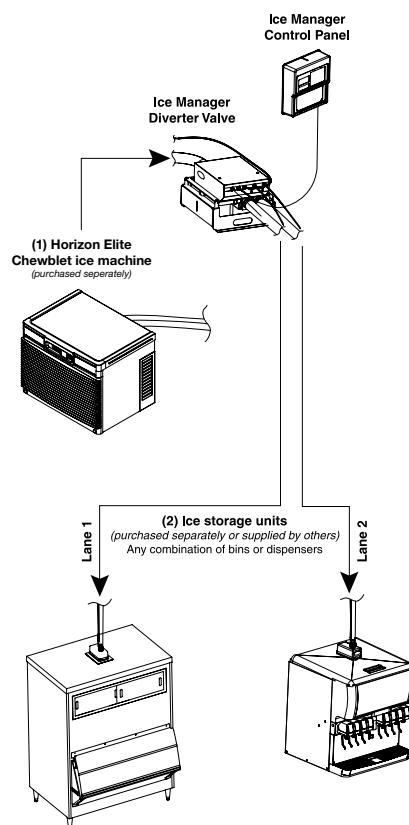 Ice Manager
Control Panel
Ice Manager
Diverter Valve
(1) Horizon Elite
Chewblet ice machine
(purchased seperately)
(2) Ice storage units
(purchased separately or supplied by others)
Any combination of bins or dispensers
Lane 1
Lane 2